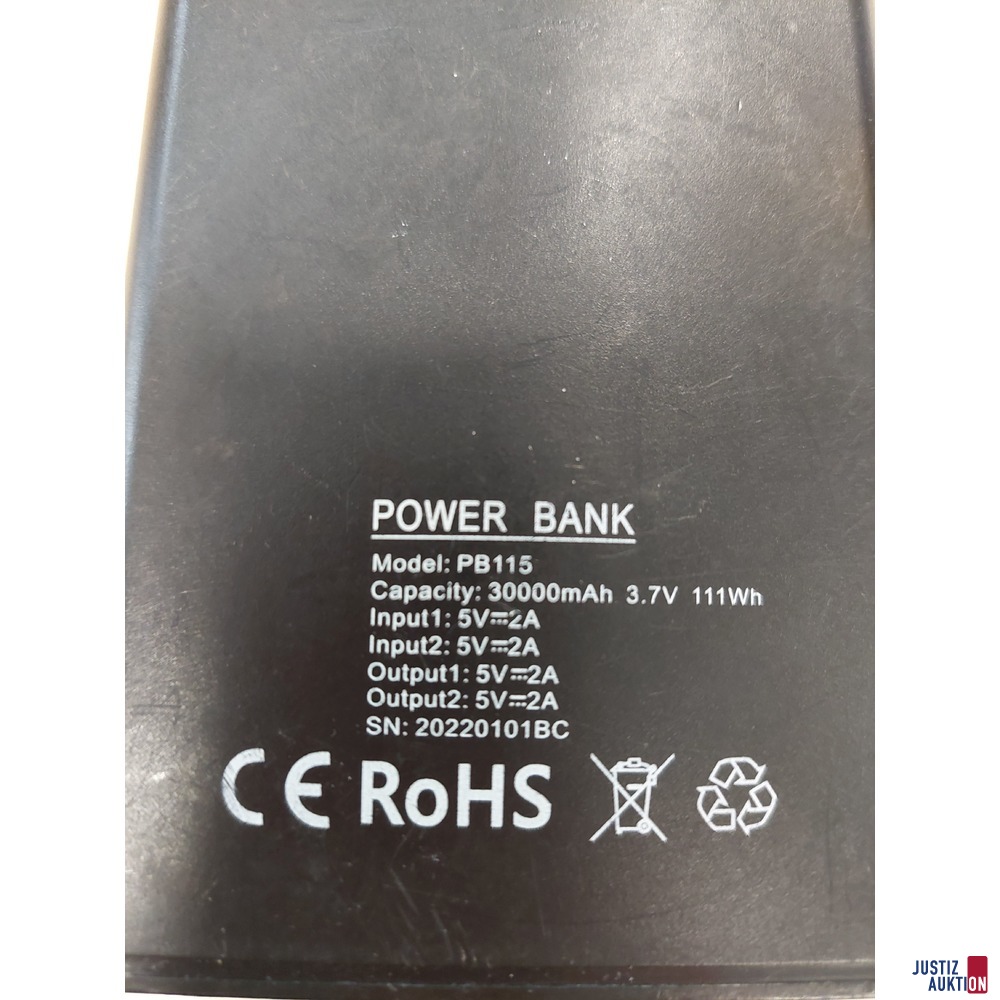 POWER BANK
Model: PB115
Capacity: 30000mAh 3.7V 111Wh
Input1: 5V⎓2A
Input2: 5V⎓2A
Output1: 5V⎓2A
Output2: 5V⎓2A
SN: 20220101BC
CE RoHS
JUSTIZ
AUKTION